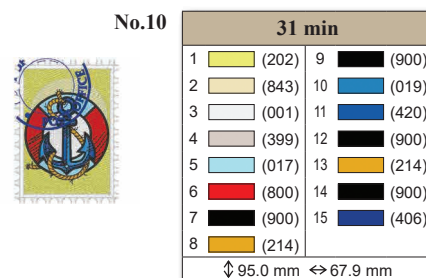 No.10
31 min
1 (202) 9 (900)
2 (843) 10 (019)
3 (001) 11 (420)
4 (399) 12 (900)
5 (017) 13 (214)
6 (800) 14 (900)
7 (900) 15 (406)
8 (214)
↕ 95.0 mm ↔ 67.9 mm